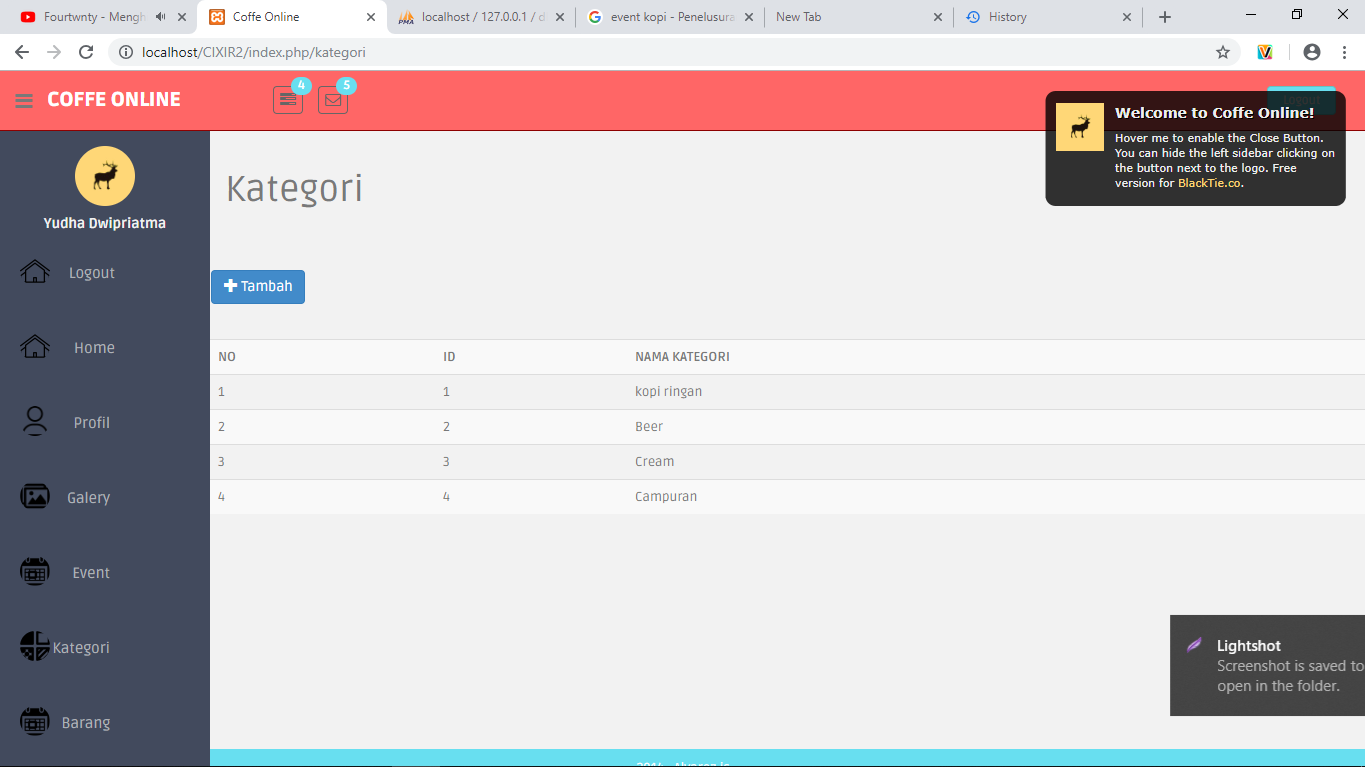 Fourtwnty - Mengh
Coffe Online
localhost / 127.0.0.1 / d
event kopi - Penelusura
New Tab
History
localhost/CIXIR2/index.php/kategori
COFFE ONLINE
4
5
Welcome to Coffe Online!
Hover me to enable the Close Button.
You can hide the left sidebar clicking on
the button next to the logo. Free
version for BlackTie.co.
Yudha Dwipriatma
Logout
Home
Profil
Galery
Event
Kategori
Barang
Kategori
Tambah
NO ID NAMA KATEGORI
1 1 kopi ringan
2 2 Beer
3 3 Cream
4 4 Campuran
Lightshot
Screenshot is saved to
open in the folder.